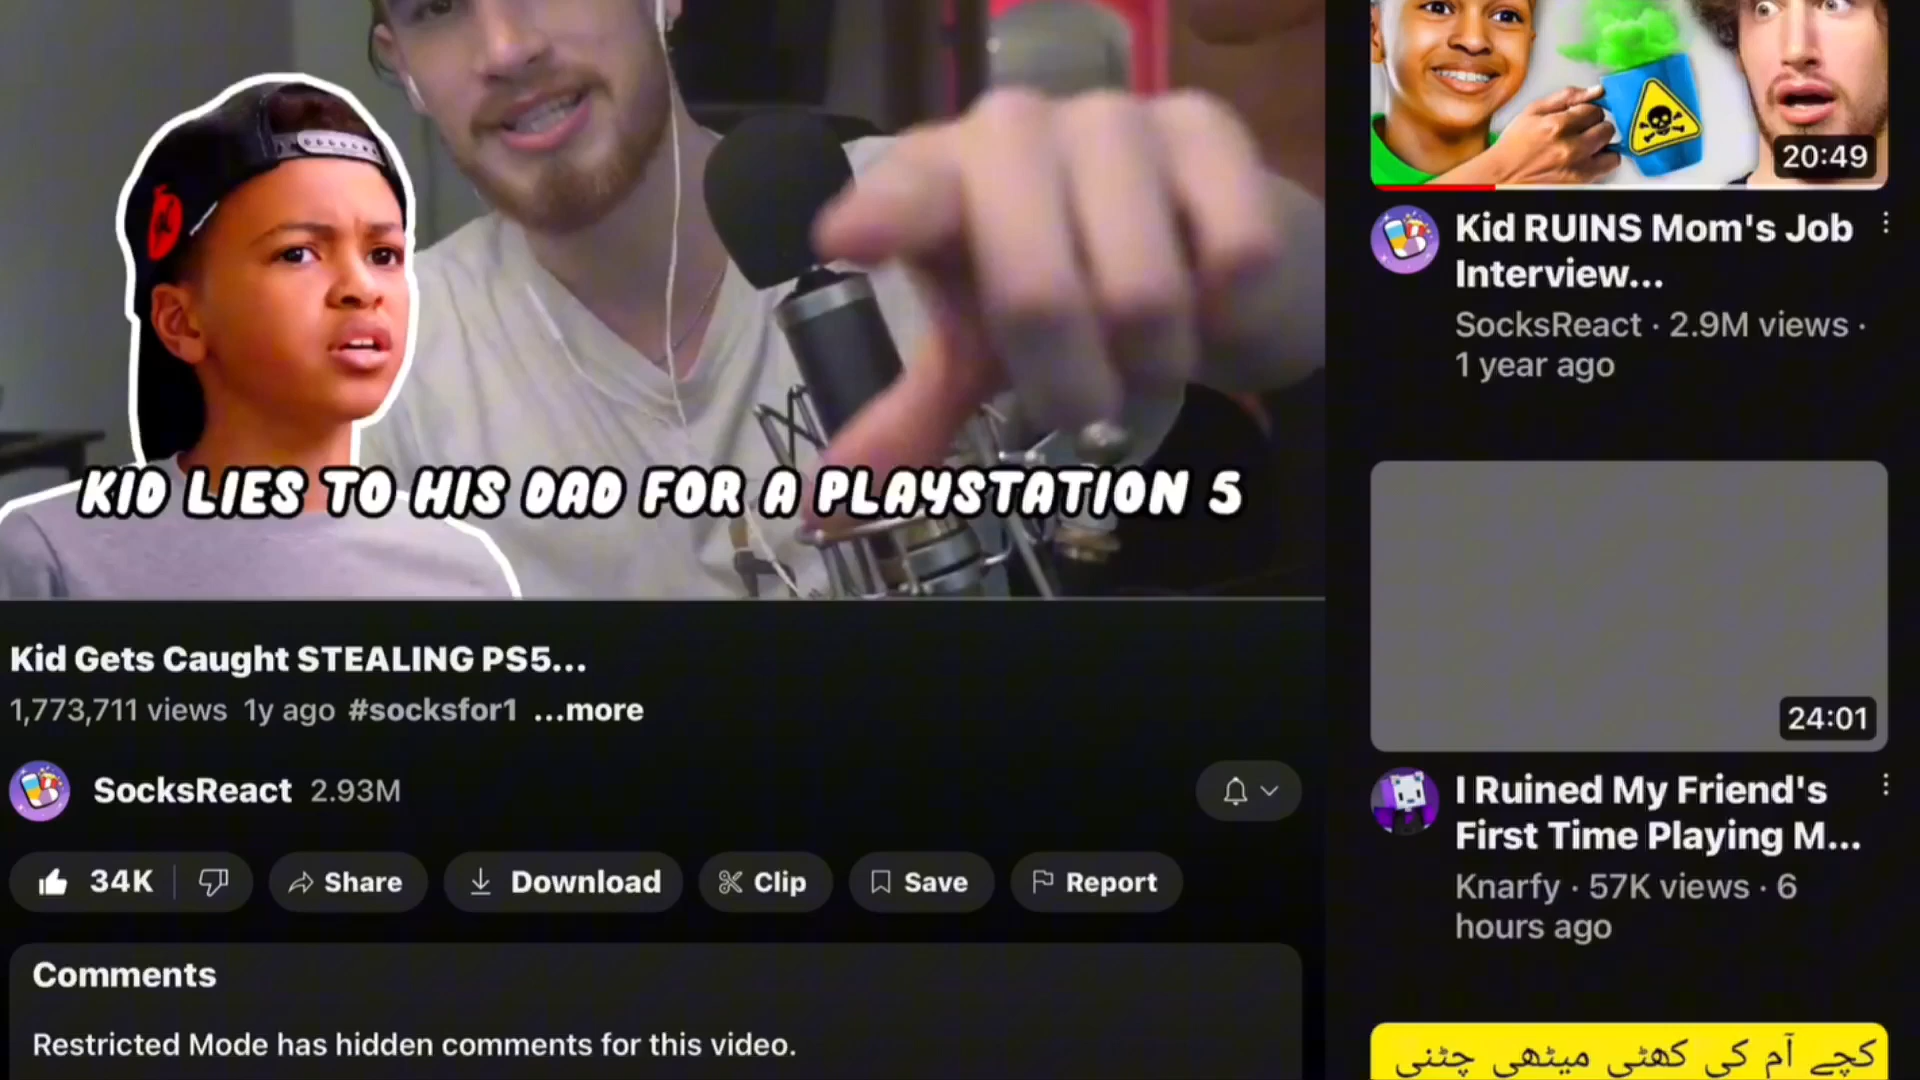 KID LIES TO HIS DAD FOR A PLAYSTATION 5
Kid Gets Caught STEALING PS5...
1,773,711 views 1y ago #socksfor1 ...more
SocksReact 2.93M
34K
Share
Download
Clip
Save
Report
Comments
Restricted Mode has hidden comments for this video.
20:49
Kid RUINS Mom's Job
Interview...
SocksReact · 2.9M views ·
1 year ago
24:01
I Ruined My Friend's
First Time Playing M...
Knarfy · 57K views · 6
hours ago
کچے آم کی کھٹی میٹھی چٹنی